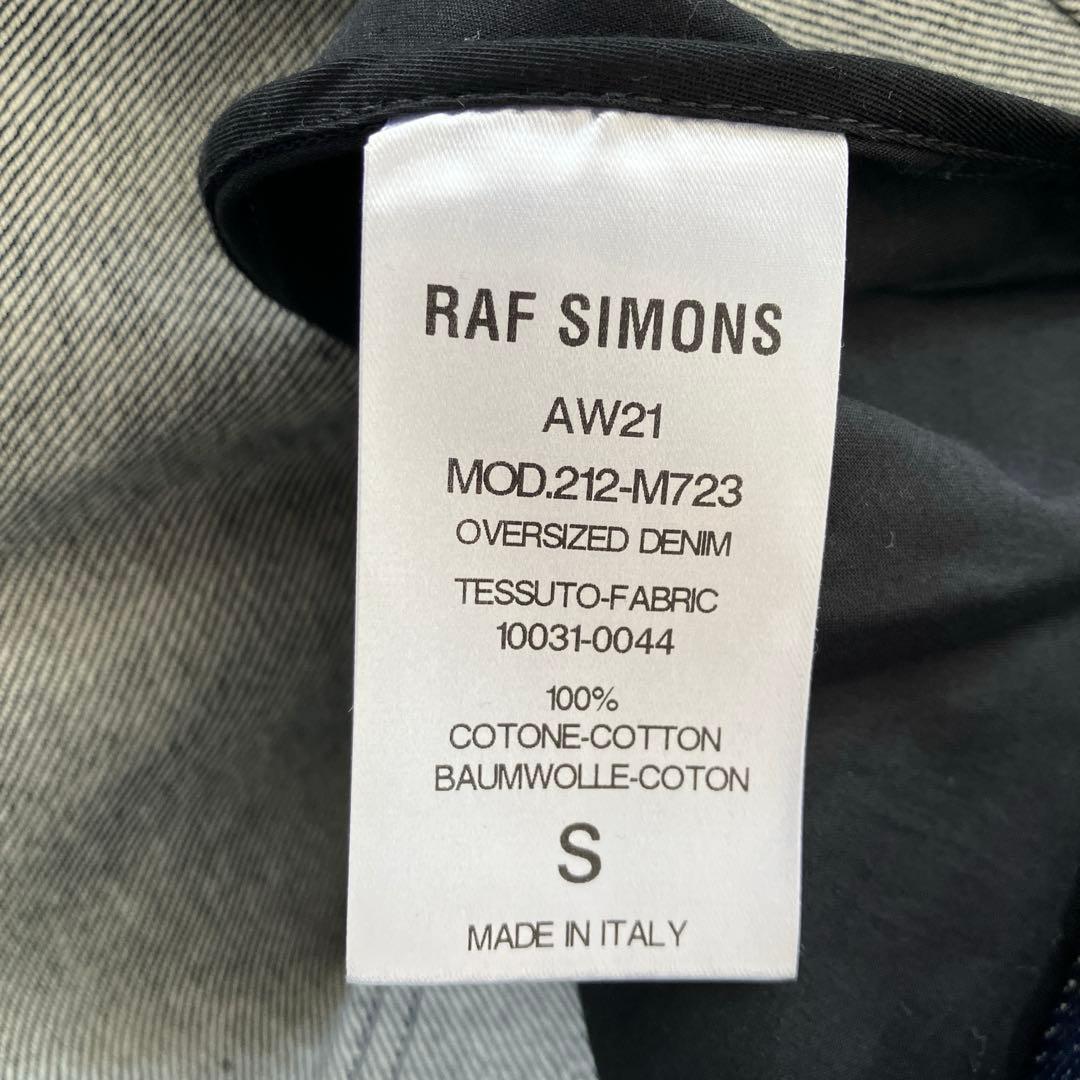 RAF SIMONS
AW21
MOD.212-M723
OVERSIZED DENIM
TESSUTO-FABRIC
10031-0044
100%
COTONE-COTTON
BAUMWOLLE-COTON
S
MADE IN ITALY